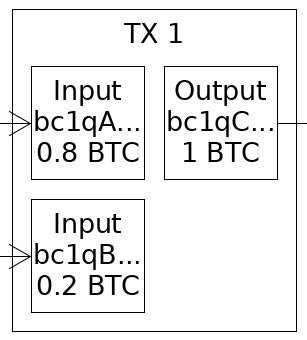 TX 1
Input
bc1qA...
0.8 BTC
Output
bc1qC...
1 BTC
Input
bc1qB...
0.2 BTC